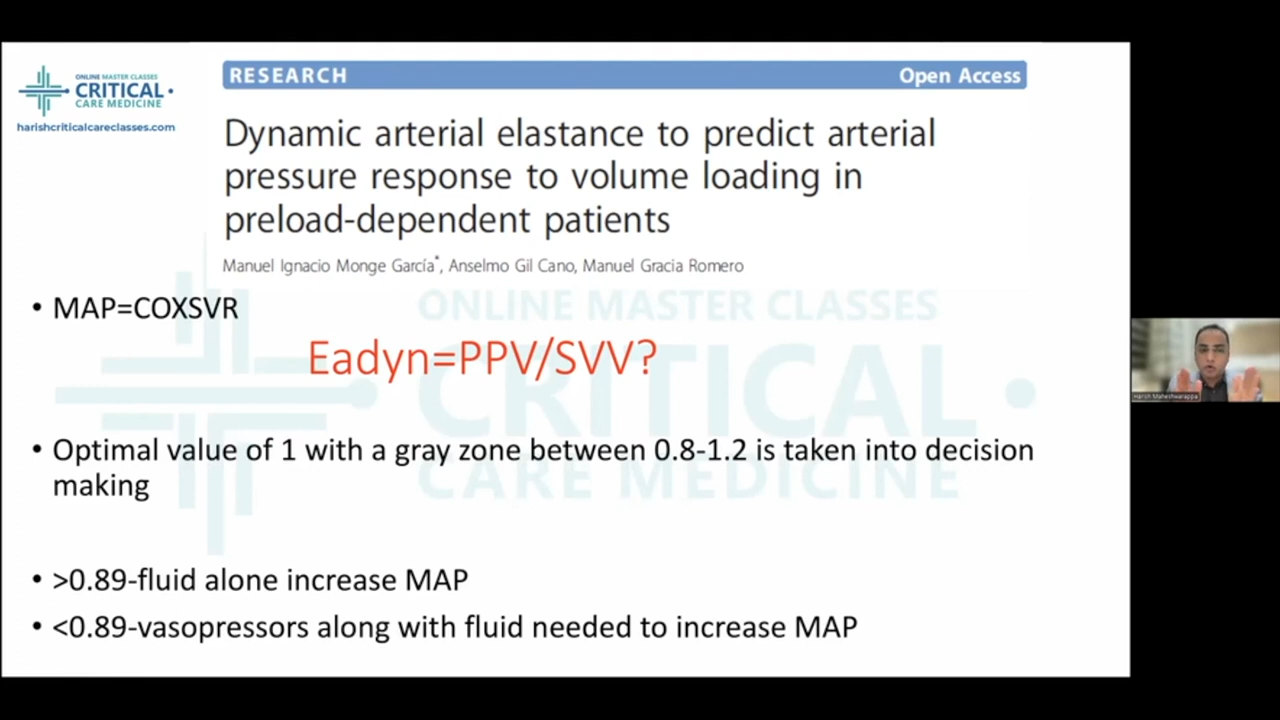 ONLINE MASTER CLASSES
CRITICAL
CARE MEDICINE
harishcriticalcareclasses.com
RESEARCH Open Access
Dynamic arterial elastance to predict arterial
pressure response to volume loading in
preload-dependent patients
Manuel Ignacio Monge García*, Anselmo Gil Cano, Manuel Gracia Romero
ONLINE MASTER CLASSES
CRITICAL
CARE MEDICINE
• MAP=COXSVR
Eadyn=PPV/SVV?
• Optimal value of 1 with a gray zone between 0.8-1.2 is taken into decision
making
• >0.89-fluid alone increase MAP
• <0.89-vasopressors along with fluid needed to increase MAP
Harish Maheshwarappa